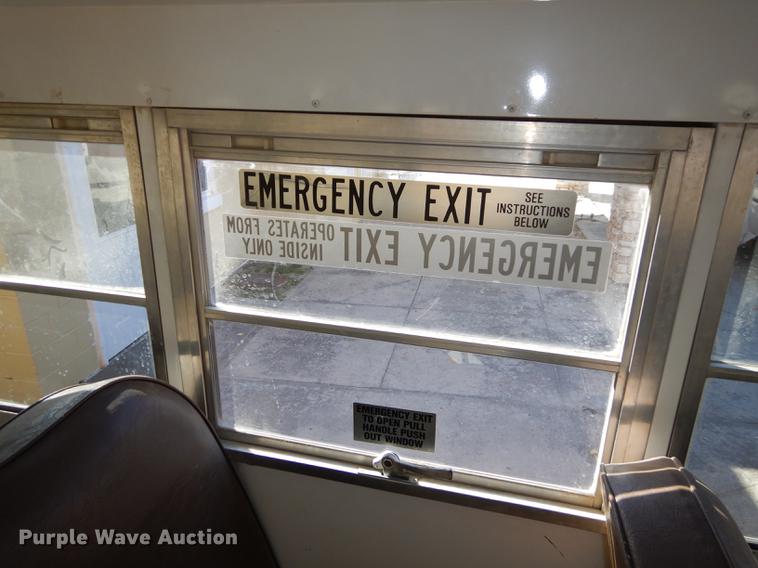 EMERGENCY EXIT SEE
INSTRUCTIONS
BELOW
EMERGENCY EXIT OPERATES FROM
INSIDE ONLY
EMERGENCY EXIT
TO OPEN PULL
HANDLE PUSH
OUT WINDOW
Purple Wave Auction